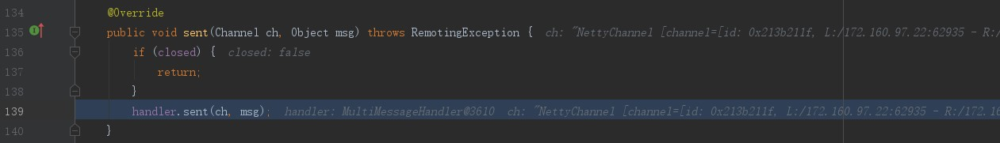 134 @Override
135 public void sent(Channel ch, Object msg) throws RemotingException { ch: "NettyChannel [channel=[id: 0x213b211f, L:/172.160.97.22:62935 - R:/
136 if (closed) { closed: false
137 return;
138 }
139 handler.sent(ch, msg); handler: MultiMessageHandler@3610 ch: "NettyChannel [channel=[id: 0x213b211f, L:/172.160.97.22:62935 - R:/172.16
140 }